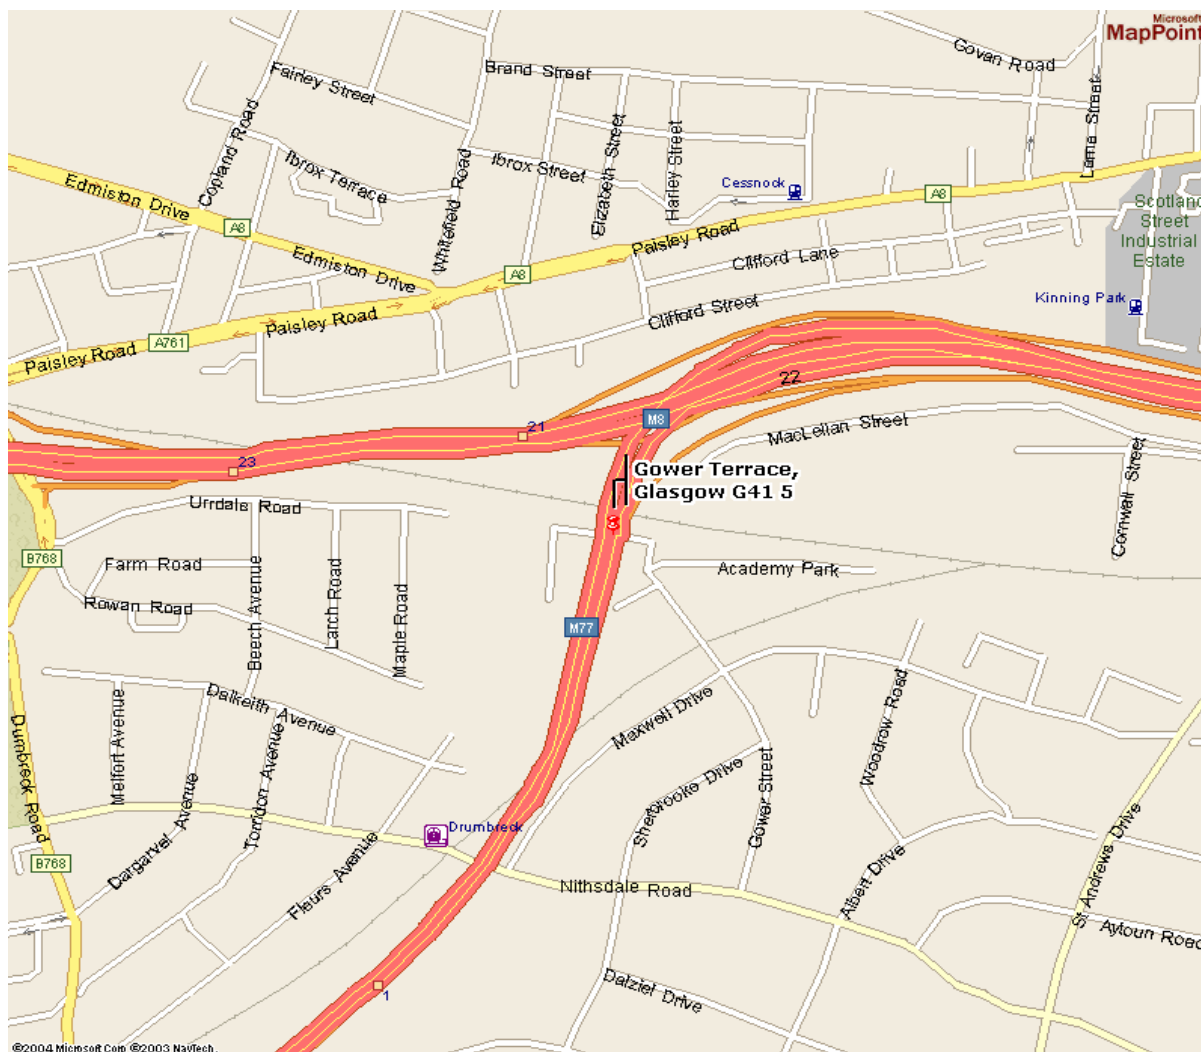 Microsoft
MapPoint
Govan Road
Brand Street
Fairley Street
Lorne Street
Copland Road
Elizabeth Street
Harley Street
Ibrox Street
Ibrox Terrace
Whitefield Road
Cessnock
Edmiston Drive
A8
A8
Scotland
Street
Industrial
Estate
Paisley Road
Edmiston Drive
A8
Clifford Lane
Kinning Park
Clifford Street
Paisley Road
A761
Paisley Road
22
M8
21
MacLellan Street
23
Gower Terrace,
Glasgow G41 5
Cornwall Street
Urrdale Road
3
B768
Farm Road
Academy Park
Rowan Road
Beech Avenue
Larch Road
Maple Road
M77
Dalkeith Avenue
Maxwell Drive
Woodrow Road
Melfort Avenue
Dumbreck Road
Torridon Avenue
Dargarvel Avenue
Sherbrooke Drive
Gower Street
Drumbreck
B768
Fleurs Avenue
Nithsdale Road
Albert Drive
St Andrews Drive
Aytoun Road
Dalziel Drive
1
©2004 Microsoft Corp ©2003 NavTech.